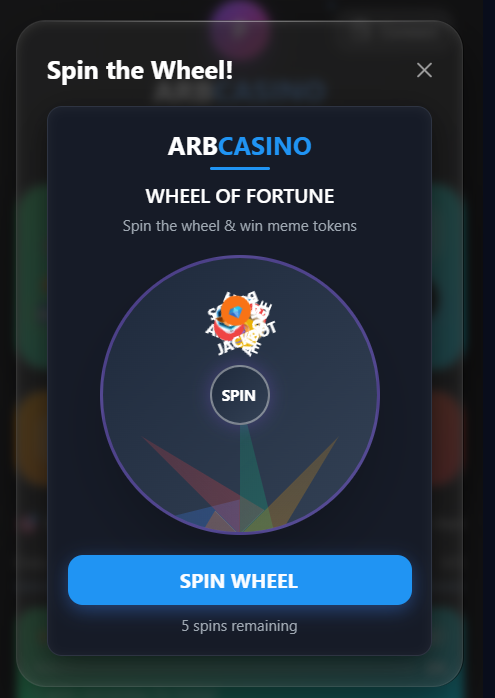 Spin the Wheel!
ARBCASINO
WHEEL OF FORTUNE
Spin the wheel & win meme tokens
JACKPOT
SPIN
SPIN WHEEL
5 spins remaining